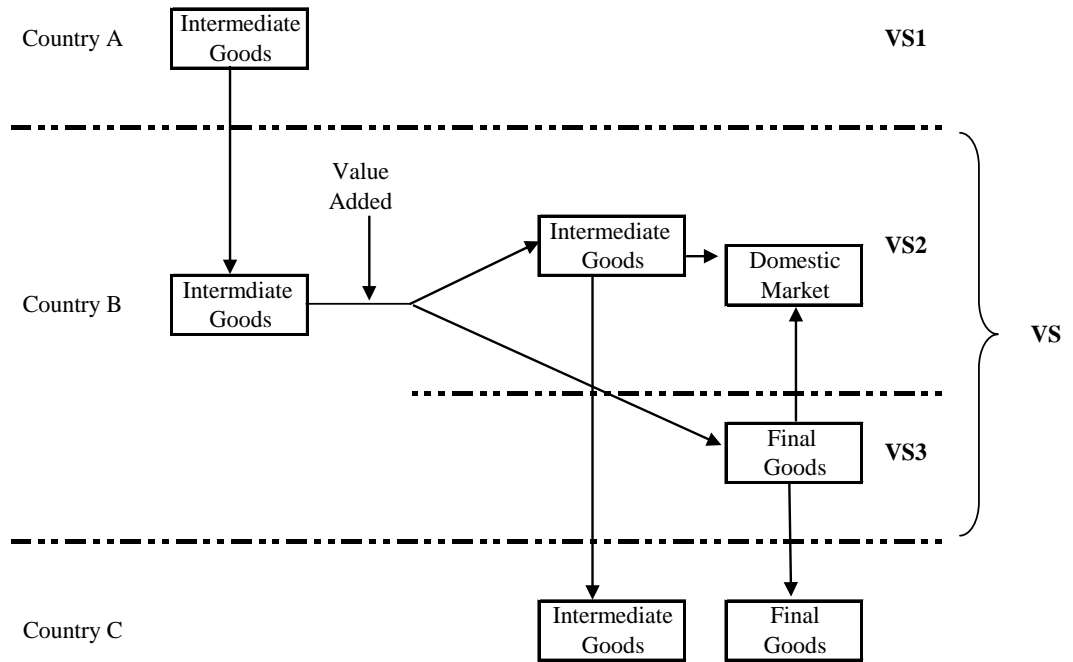 Country A
Intermediate
Goods
VS1
Value
Added
Intermediate
Goods
VS2
Domestic
Market
Country B
Intermdiate
Goods
VS
Final
Goods
VS3
Country C
Intermediate
Goods
Final
Goods